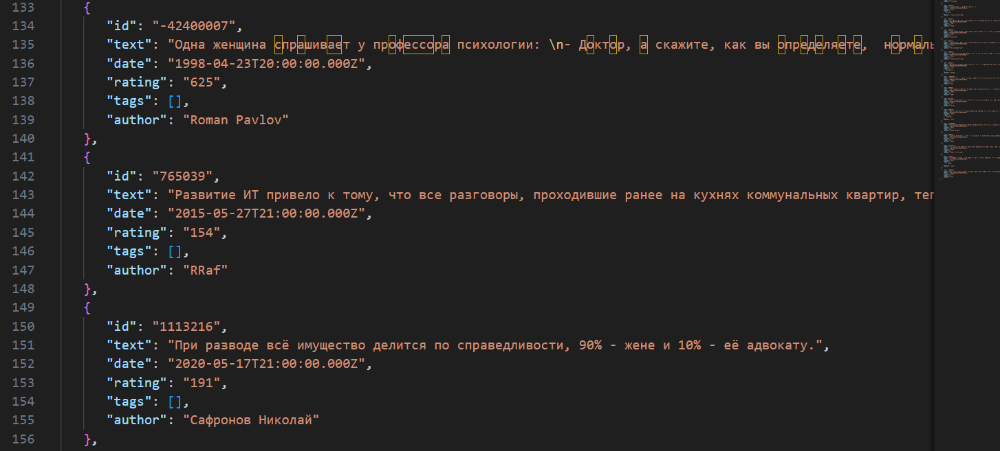 133 {
134 "id": "-42400007",
135 "text": "Одна женщина спрашивает у профессора психологии: \n- Доктор, а скажите, как вы определяете,  нормаль
136 "date": "1998-04-23T20:00:00.000Z",
137 "rating": "625",
138 "tags": [],
139 "author": "Roman Pavlov"
140 },
141 {
142 "id": "765039",
143 "text": "Развитие ИТ привело к тому, что все разговоры, проходившие ранее на кухнях коммунальных квартир, теп
144 "date": "2015-05-27T21:00:00.000Z",
145 "rating": "154",
146 "tags": [],
147 "author": "RRaf"
148 },
149 {
150 "id": "1113216",
151 "text": "При разводе всё имущество делится по справедливости, 90% - жене и 10% - её адвокату.",
152 "date": "2020-05-17T21:00:00.000Z",
153 "rating": "191",
154 "tags": [],
155 "author": "Сафронов Николай"
156 },